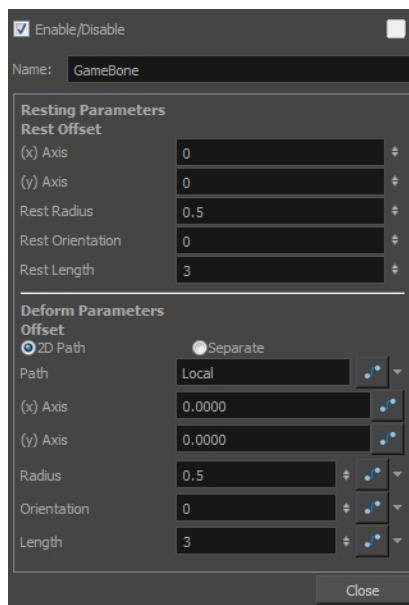 Enable/Disable
Name: GameBone
Resting Parameters
Rest Offset
(x) Axis 0
(y) Axis 0
Rest Radius 0.5
Rest Orientation 0
Rest Length 3
Deform Parameters
Offset
2D Path Separate
Path Local
(x) Axis 0.0000
(y) Axis 0.0000
Radius 0.5
Orientation 0
Length 3
Close